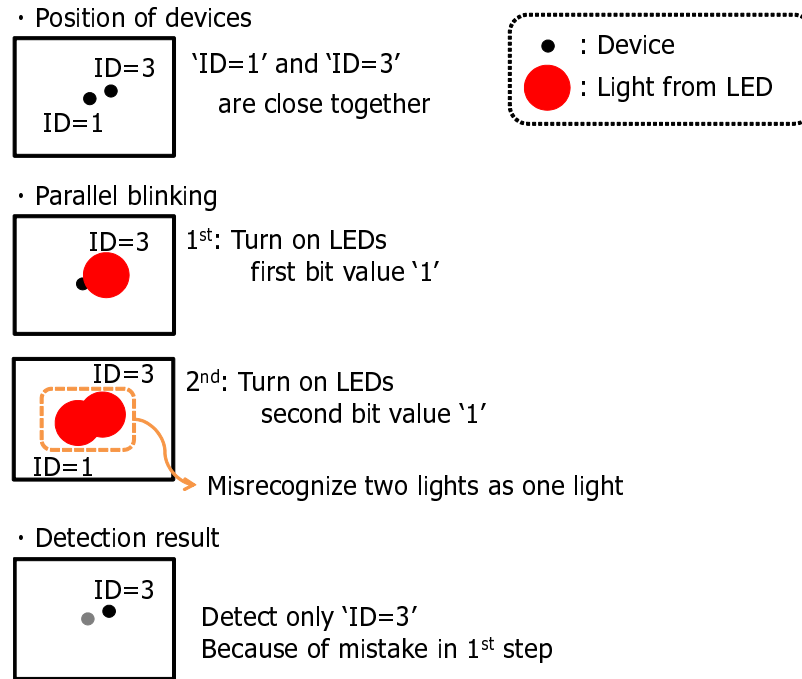 · Position of devices
ID=3
ID=1
‘ID=1’ and ‘ID=3’
are close together
: Device
: Light from LED
· Parallel blinking
ID=3
1st: Turn on LEDs
first bit value ‘1’
ID=3
ID=1
2nd: Turn on LEDs
second bit value ‘1’
Misrecognize two lights as one light
· Detection result
ID=3
Detect only ‘ID=3’
Because of mistake in 1st step